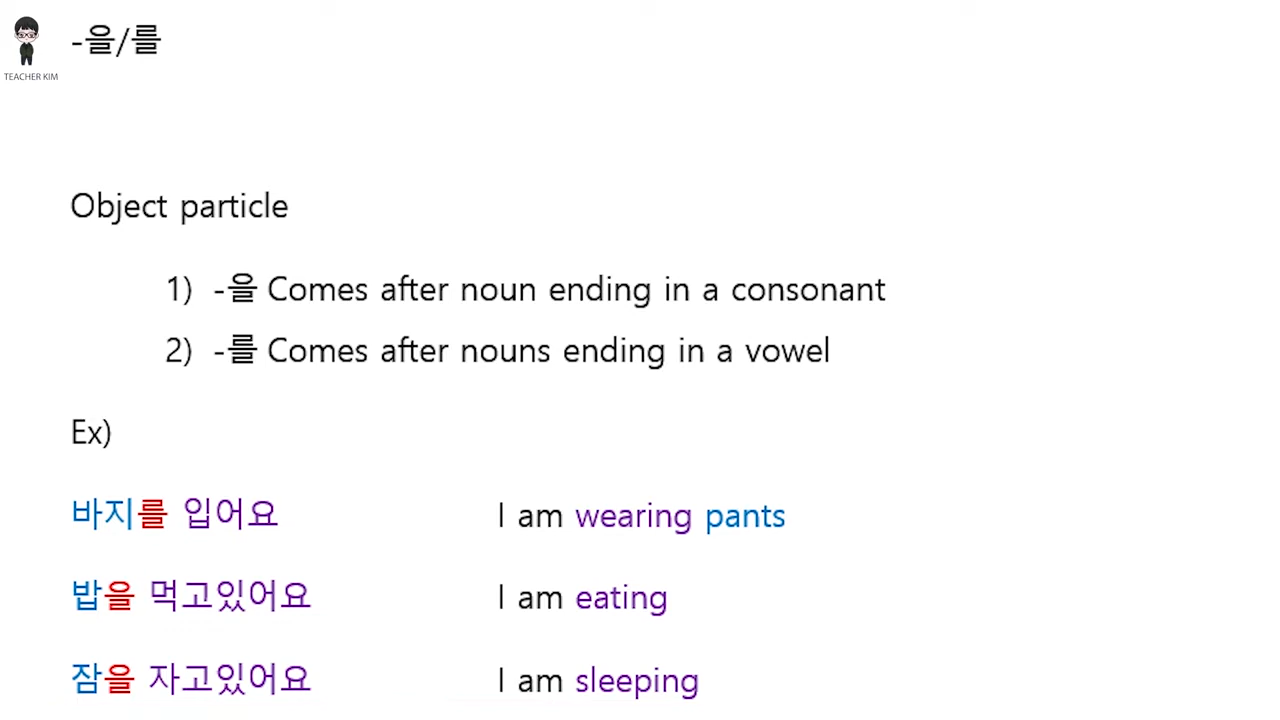 -을/를
TEACHER KIM
Object particle
1) -을 Comes after noun ending in a consonant
2) -를 Comes after nouns ending in a vowel
Ex)
바지를 입어요 I am wearing pants
밥을 먹고있어요 I am eating
잠을 자고있어요 I am sleeping